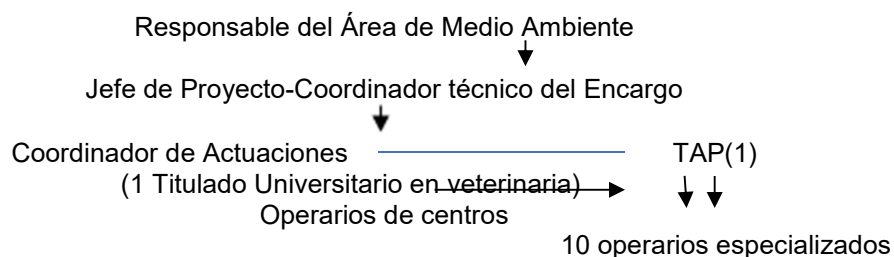 Responsable del Área de Medio Ambiente
Jefe de Proyecto-Coordinador técnico del Encargo
Coordinador de Actuaciones TAP(1)
(1 Titulado Universitario en veterinaria)
Operarios de centros
10 operarios especializados